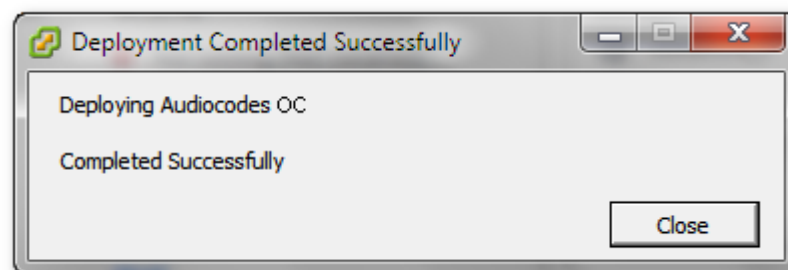 Deployment Completed Successfully
Deploying Audiocodes OC
Completed Successfully
Close